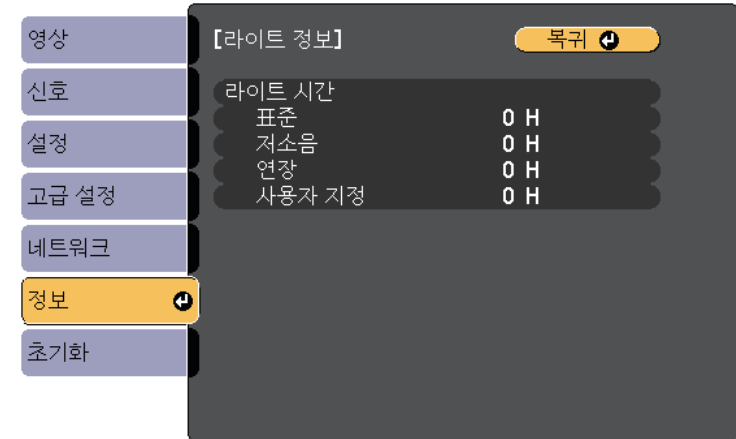 영상
신호
설정
고급 설정
네트워크
정보
초기화
[라이트 정보]
복귀
라이트 시간
표준 0 H
저소음 0 H
연장 0 H
사용자 지정 0 H